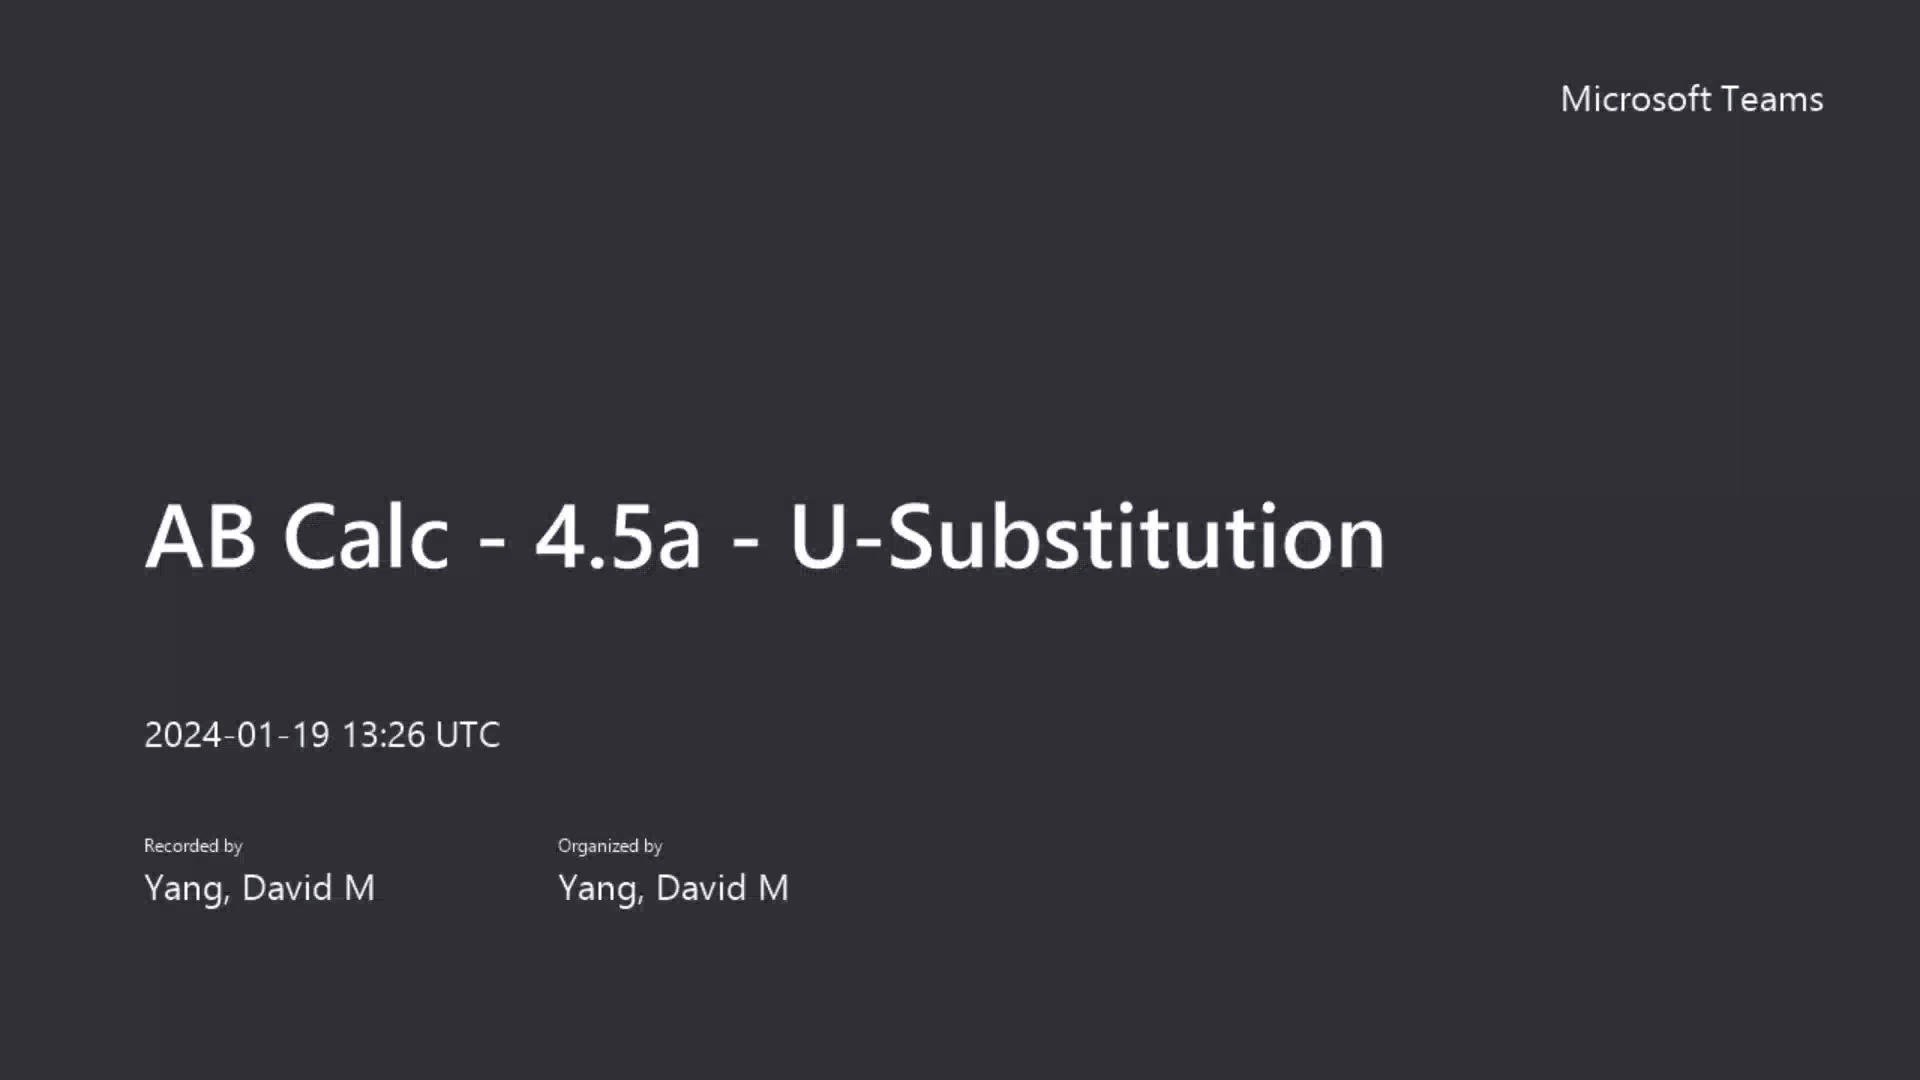 Microsoft Teams
AB Calc - 4.5a - U-Substitution
2024-01-19 13:26 UTC
Recorded by
Yang, David M
Organized by
Yang, David M